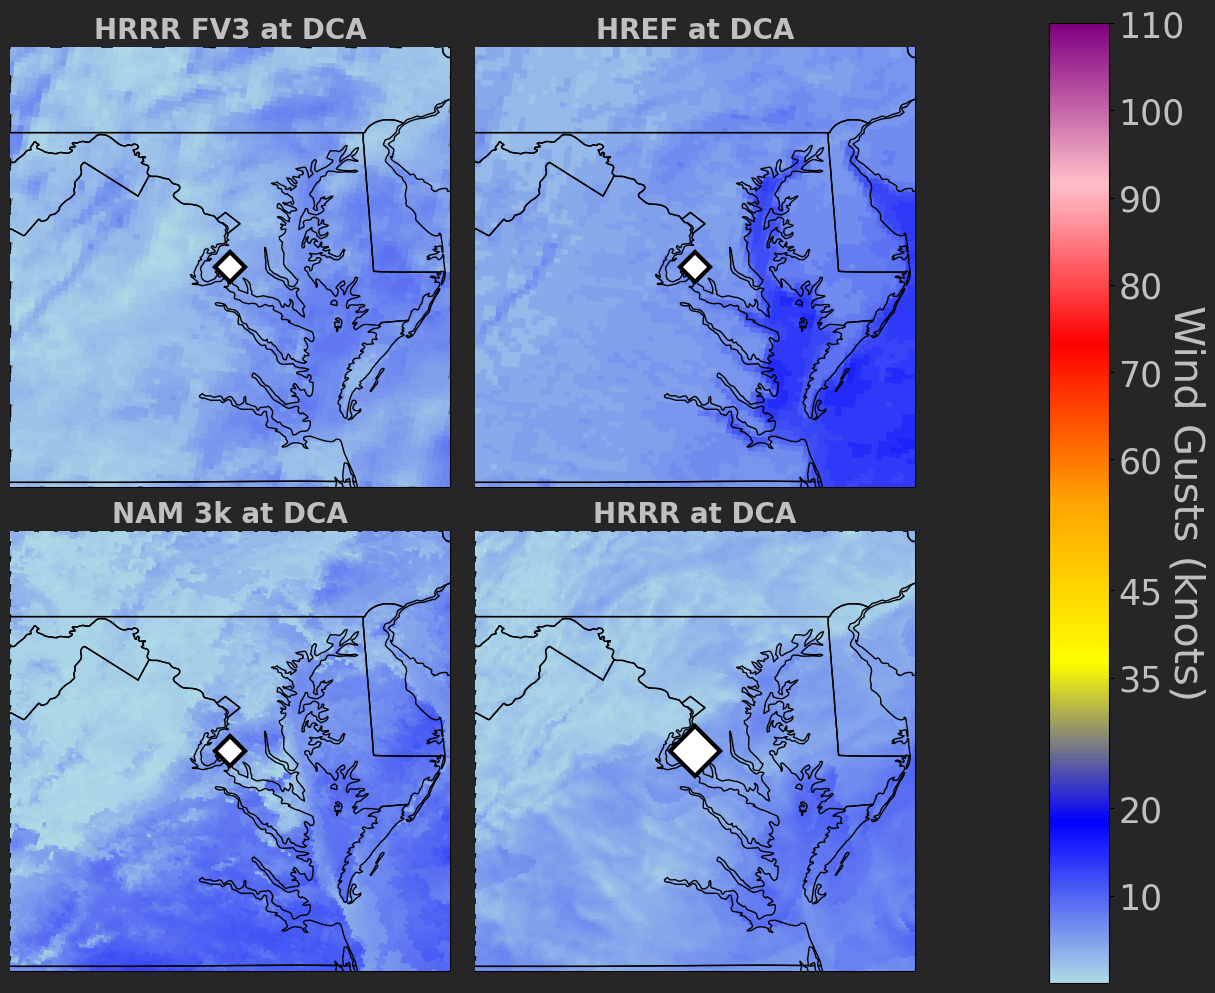 HRRR FV3 at DCA
HREF at DCA
NAM 3k at DCA
HRRR at DCA
110
100
90
80
70
60
45
35
20
10
Wind Gusts (knots)